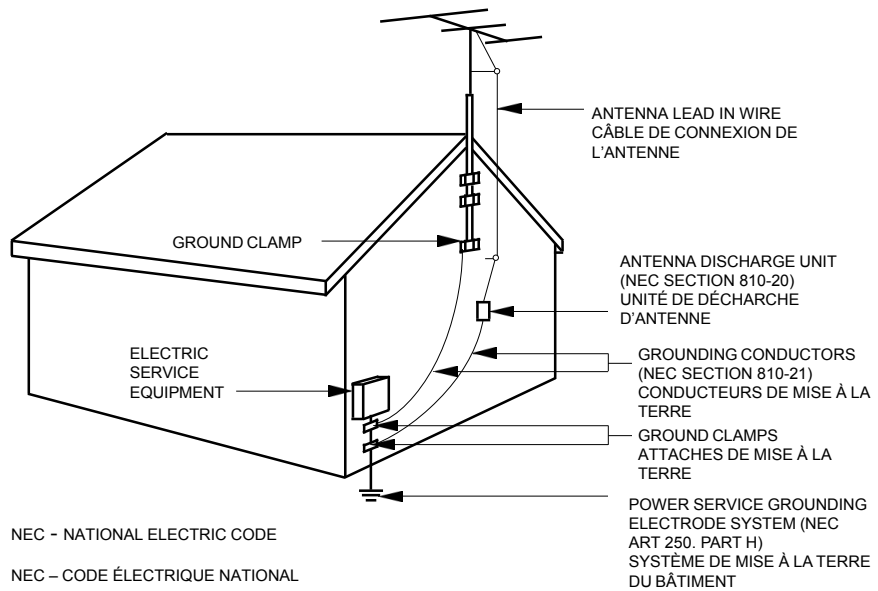 ANTENNA LEAD IN WIRE
CÂBLE DE CONNEXION DE
L'ANTENNE
GROUND CLAMP
ANTENNA DISCHARGE UNIT
(NEC SECTION 810-20)
UNITÉ DE DÉCHARCHE
D'ANTENNE
ELECTRIC
SERVICE
EQUIPMENT
GROUNDING CONDUCTORS
(NEC SECTION 810-21)
CONDUCTEURS DE MISE À LA
TERRE
GROUND CLAMPS
ATTACHES DE MISE À LA
TERRE
POWER SERVICE GROUNDING
ELECTRODE SYSTEM (NEC
ART 250. PART H)
SYSTÈME DE MISE À LA TERRE
DU BÂTIMENT
NEC - NATIONAL ELECTRIC CODE
NEC – CODE ÉLECTRIQUE NATIONAL